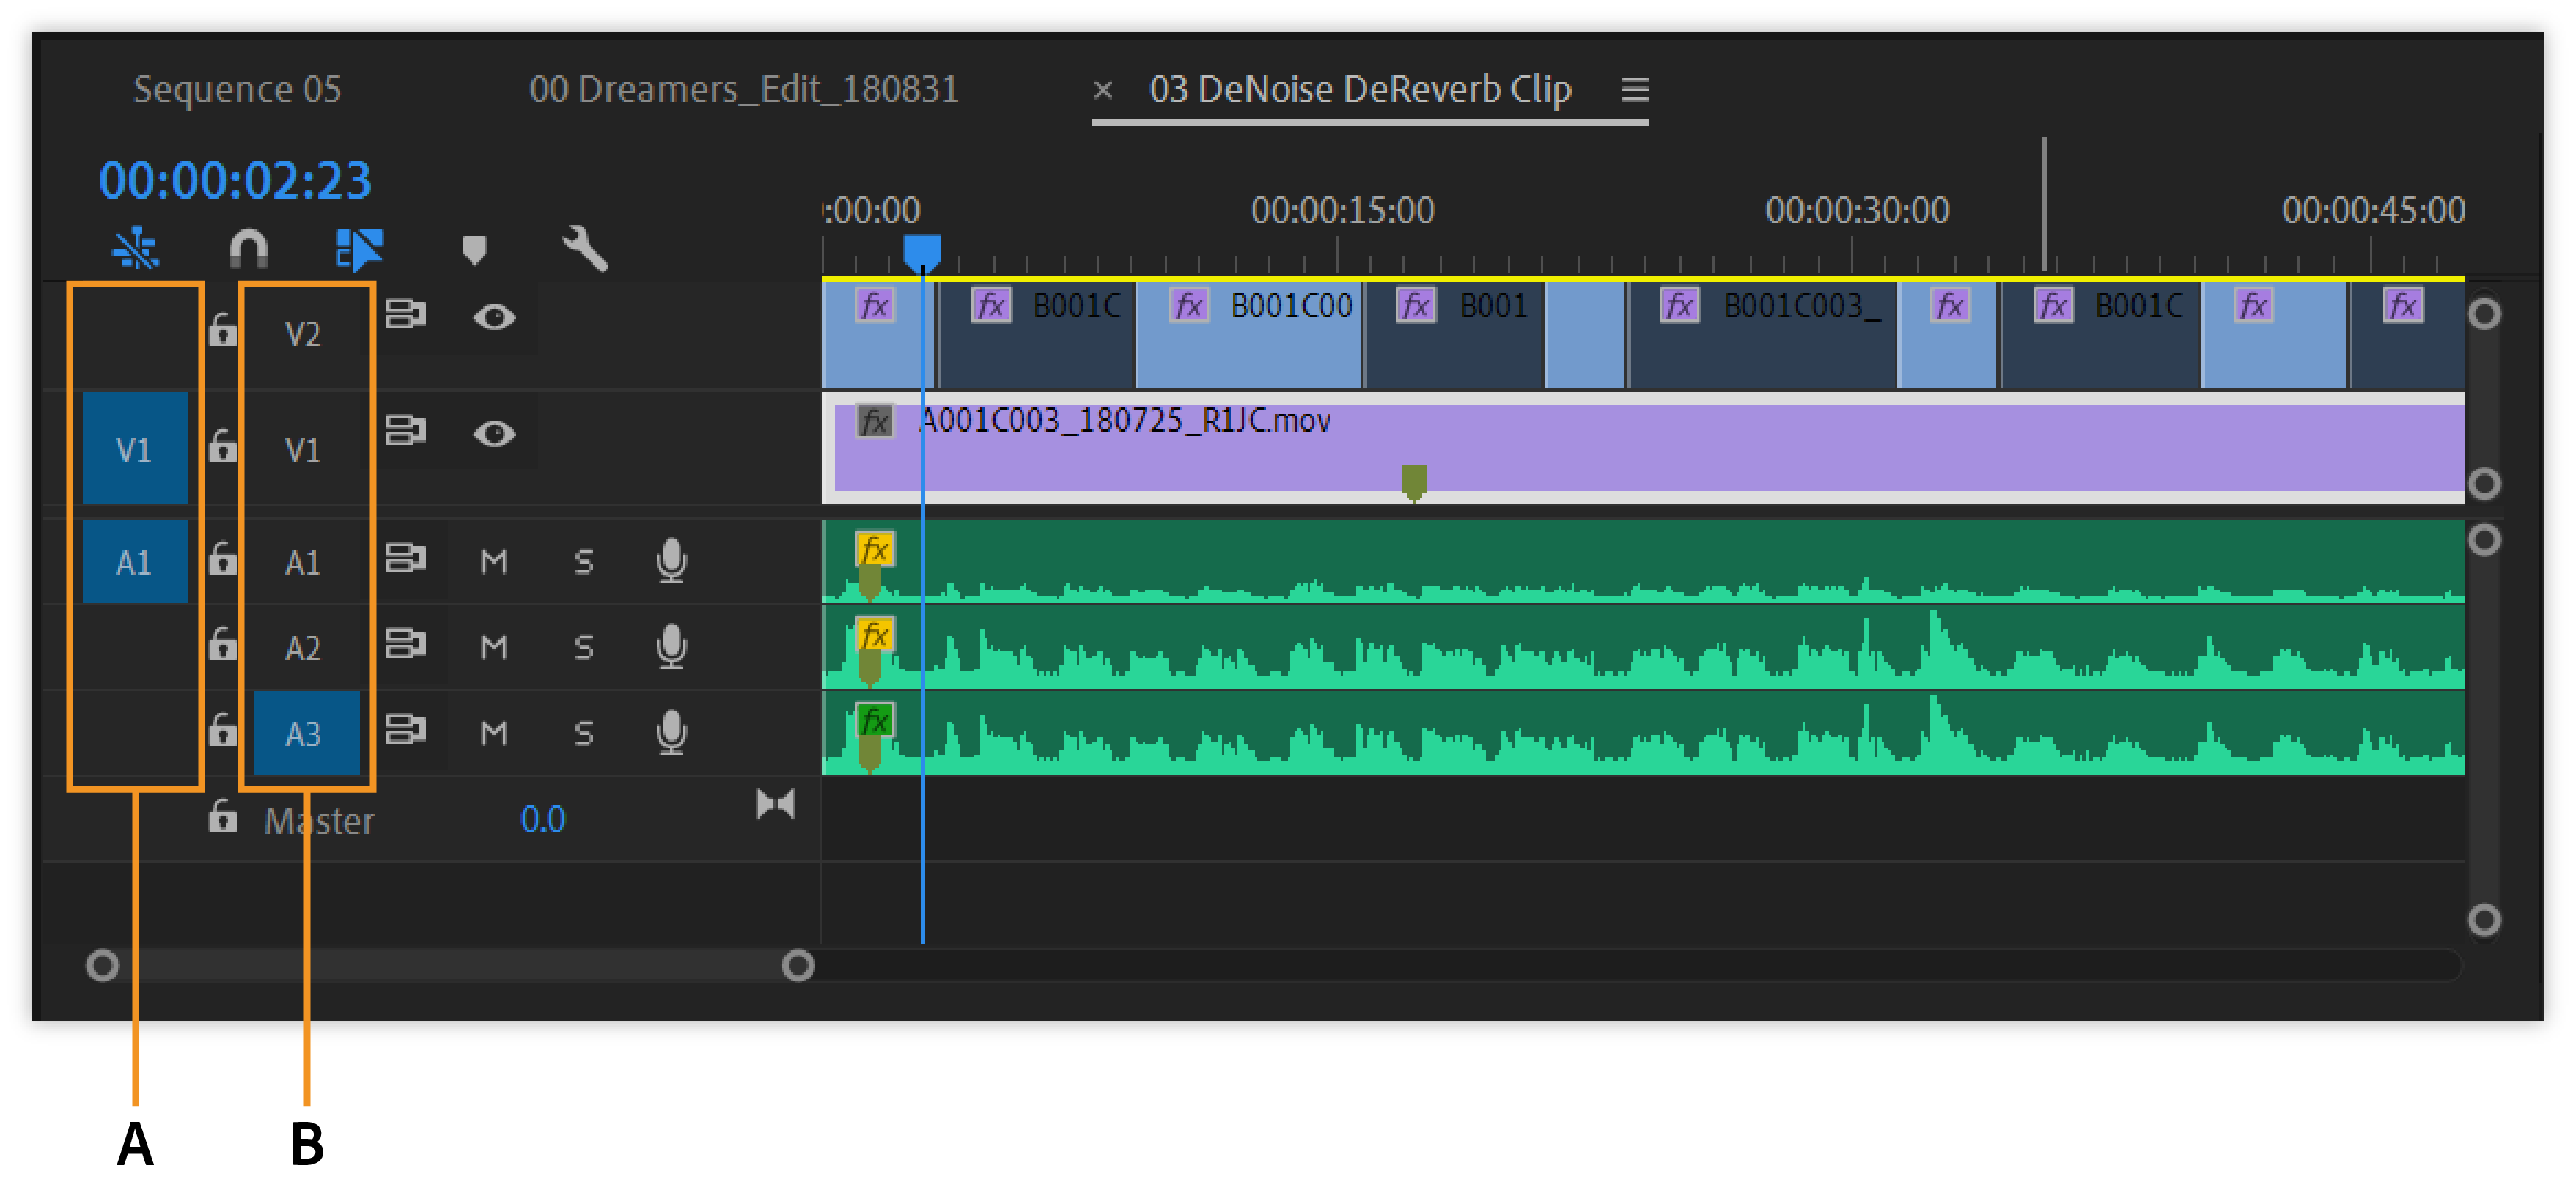 Sequence 05 00 Dreamers_Edit_180831 × 03 DeNoise DeReverb Clip
00:00:02:23
:00:00 00:00:15:00 00:00:30:00 00:00:45:00
V2 fx fx B001C fx B001C00 fx B001 fx B001C003_ fx fx B001C fx fx
V1 V1 fx A001C003_180725_R1JC.mov
A1 A1 M S fx
A2 M S fx
A3 M S fx
Master 0.0
A B